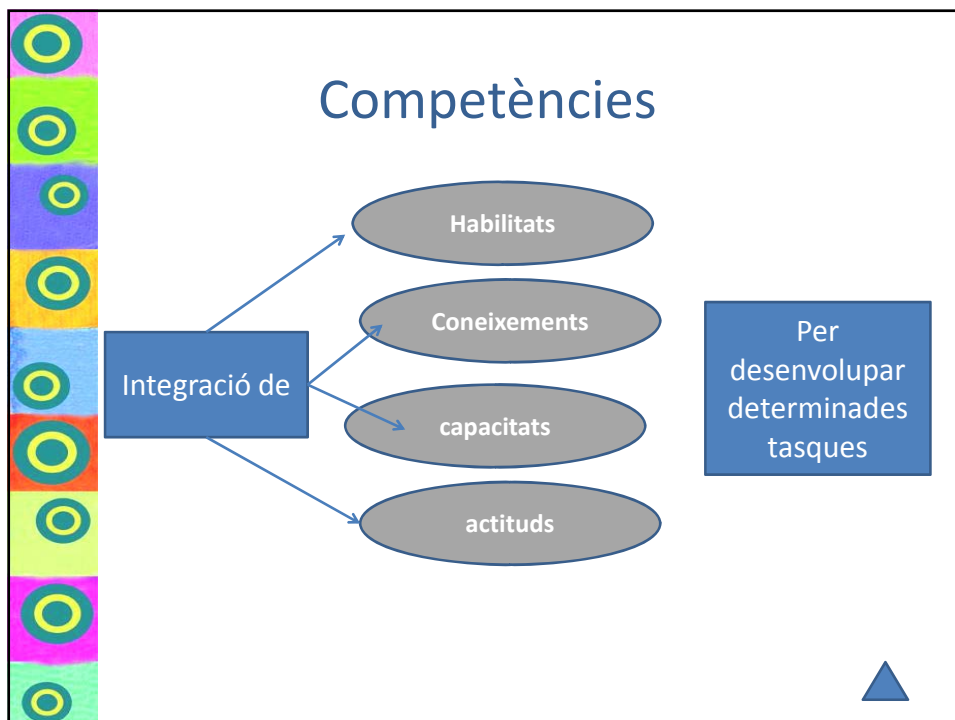 Competències
Habilitats
Coneixements
Integració de
capacitats
actituds
Per
desenvolupar
determinades
tasques